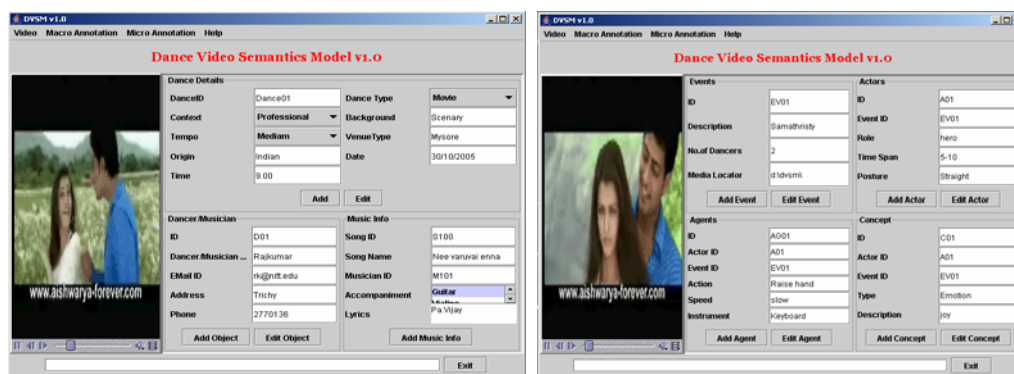 DVSM v1.0
Video Macro Annotation Micro Annotation Help
Dance Video Semantics Model v1.0
www.aishwarya-forever.com
Dance Details
DanceID Dance01 Dance Type Movie
Context Professional Background Scenary
Tempo Mediam VenueType Mysore
Origin Indian Date 30/10/2005
Time 9.00
Add Edit
Dancer/Musician
ID D01
Dancer/Musician ... Rajkumar
EMail ID rk@nitt.edu
Address Trichy
Phone 2770136
Add Object Edit Object
Music Info
Song ID S100
Song Name Nee varuvai enna
Musician ID M101
Accompaniment Guitar
Lyrics Pa.Vijay
Add Music Info
Exit
DVSM v1.0
Video Macro Annotation Micro Annotation Help
Dance Video Semantics Model v1.0
www.aishwarya-forever.com
Events
ID EV01
Description Samathristy
No.of Dancers 2
Media Locator d:\dvsm\
Add Event Edit Event
Actors
ID A01
Event ID EV01
Role hero
Time Span 5-10
Posture Straight
Add Actor Edit Actor
Agents
ID AG01
Actor ID A01
Event ID EV01
Action Raise hand
Speed slow
Instrument Keyboard
Add Agent Edit Agent
Concept
ID C01
Actor ID A01
Event ID EV01
Type Emotion
Description joy
Add Concept Edit Concept
Exit